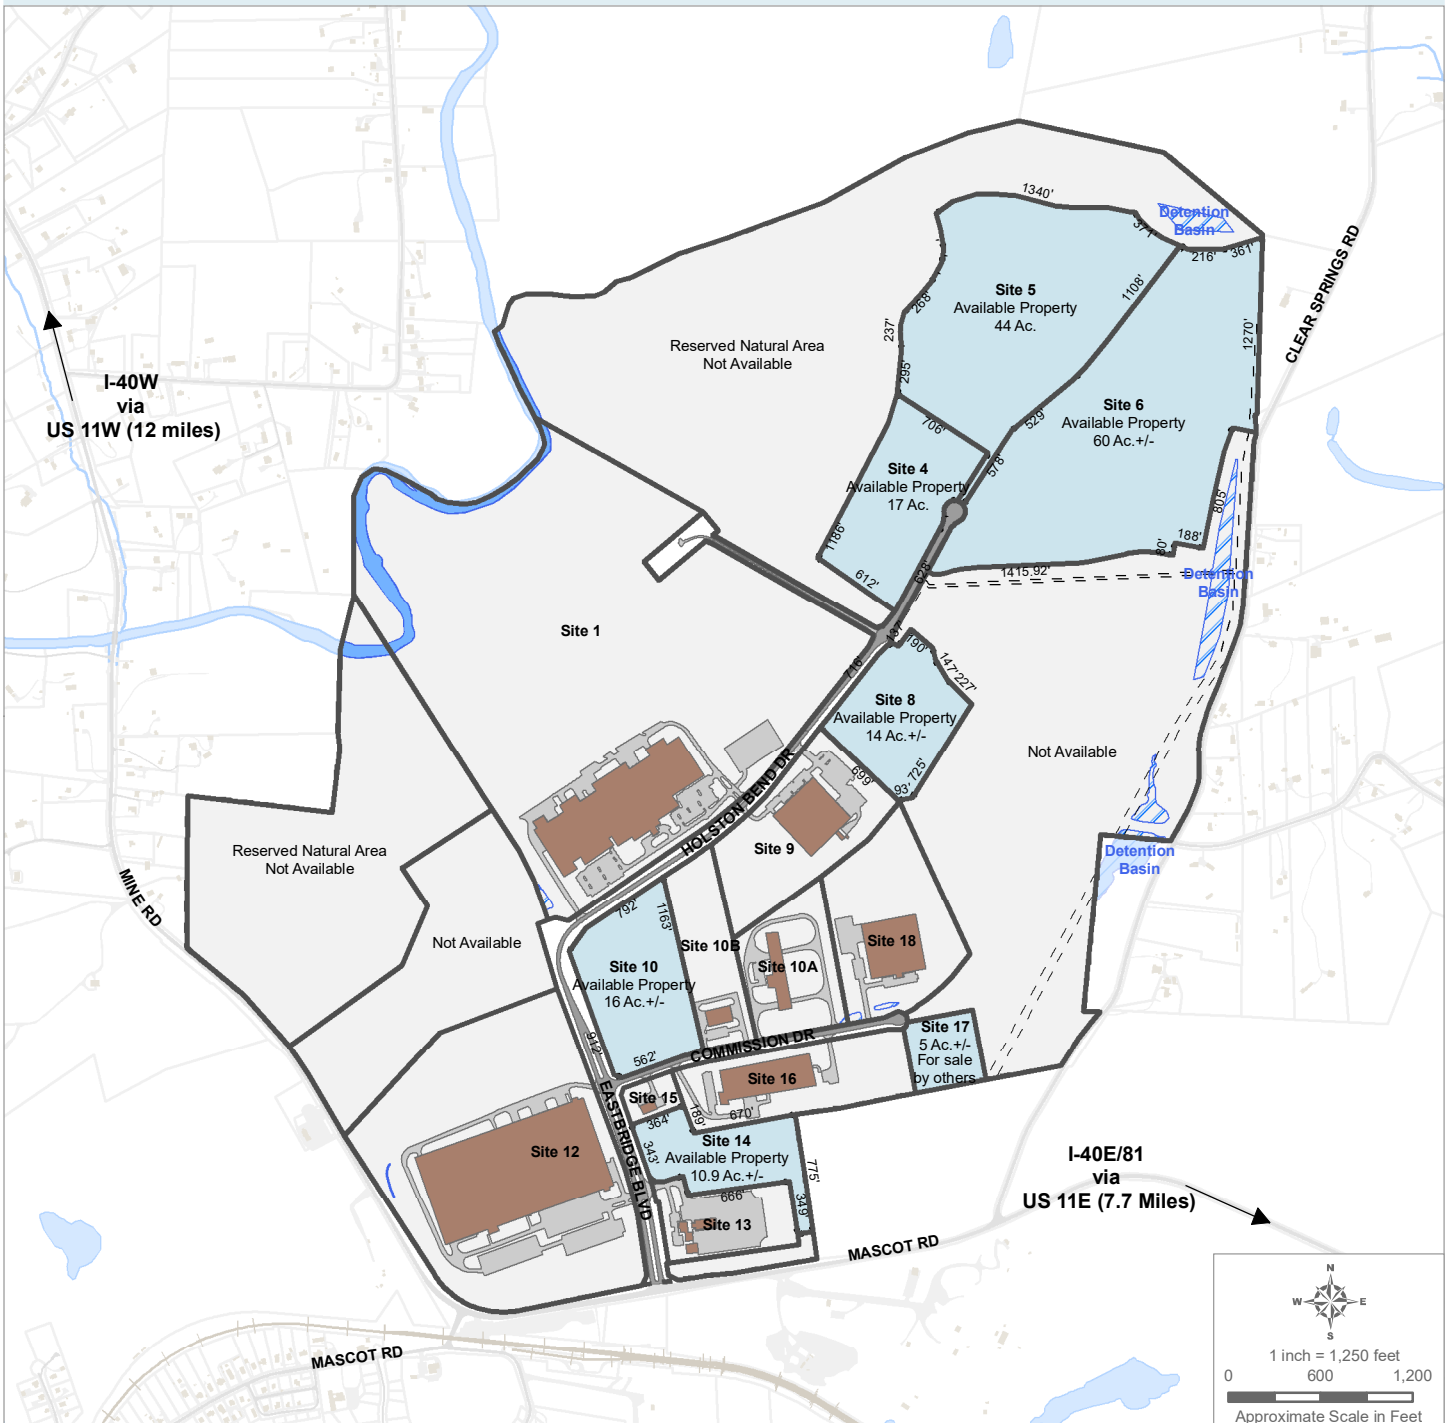 1340'
Detention
Basin
371'
216'
361'
CLEAR SPRINGS RD
Site 5
Available Property
44 Ac.
1108'
268'
237'
295'
1270'
Reserved Natural Area
Not Available
I-40W
via
US 11W (12 miles)
Site 6
Available Property
60 Ac.+/-
706'
529'
578'
Site 4
Available Property
17 Ac.
805'
1186'
188'
80'
612'
628'
1415.92'
Detention
Basin
Site 1
137'
190'
147'
227'
716'
Site 8
Available Property
14 Ac.+/-
Not Available
699'
725'
93'
HOLSTON BEND DR
Site 9
Reserved Natural Area
Not Available
Detention
Basin
MINE RD
792'
1163'
Not Available
Site 10B
Site 18
Site 10
Available Property
16 Ac.+/-
Site 10A
912'
562'
COMMISSION DR
Site 17
5 Ac.+/-
For sale
by others
Site 16
Site 15
EASTBRIDGE BLVD
364'
189'
670'
343'
Site 14
Available Property
10.9 Ac.+/-
775'
Site 12
666'
349'
Site 13
I-40E/81
via
US 11E (7.7 Miles)
MASCOT RD
MASCOT RD
N
W
E
S
1 inch = 1,250 feet
0 600 1,200
Approximate Scale in Feet